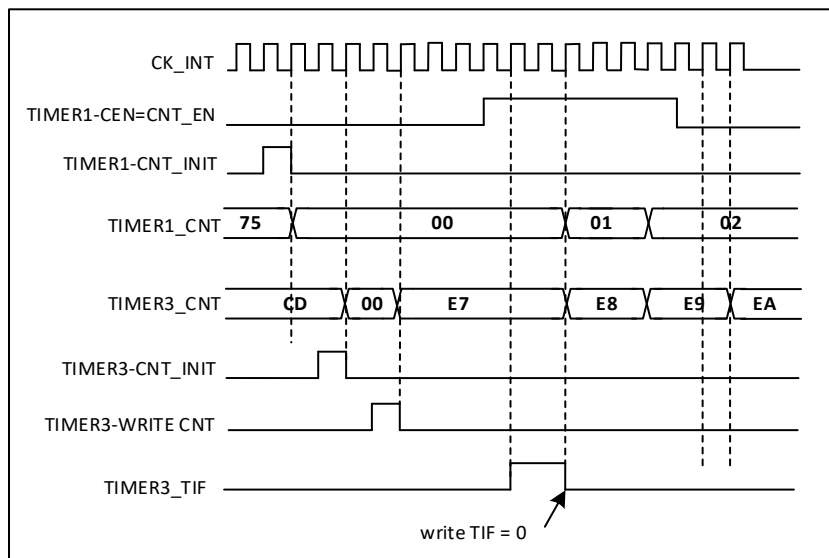 CK_INT
TIMER1-CEN=CNT_EN
TIMER1-CNT_INIT
TIMER1_CNT 75 00 01 02
TIMER3_CNT CD 00 E7 E8 E9 EA
TIMER3-CNT_INIT
TIMER3-WRITE CNT
TIMER3_TIF
write TIF = 0